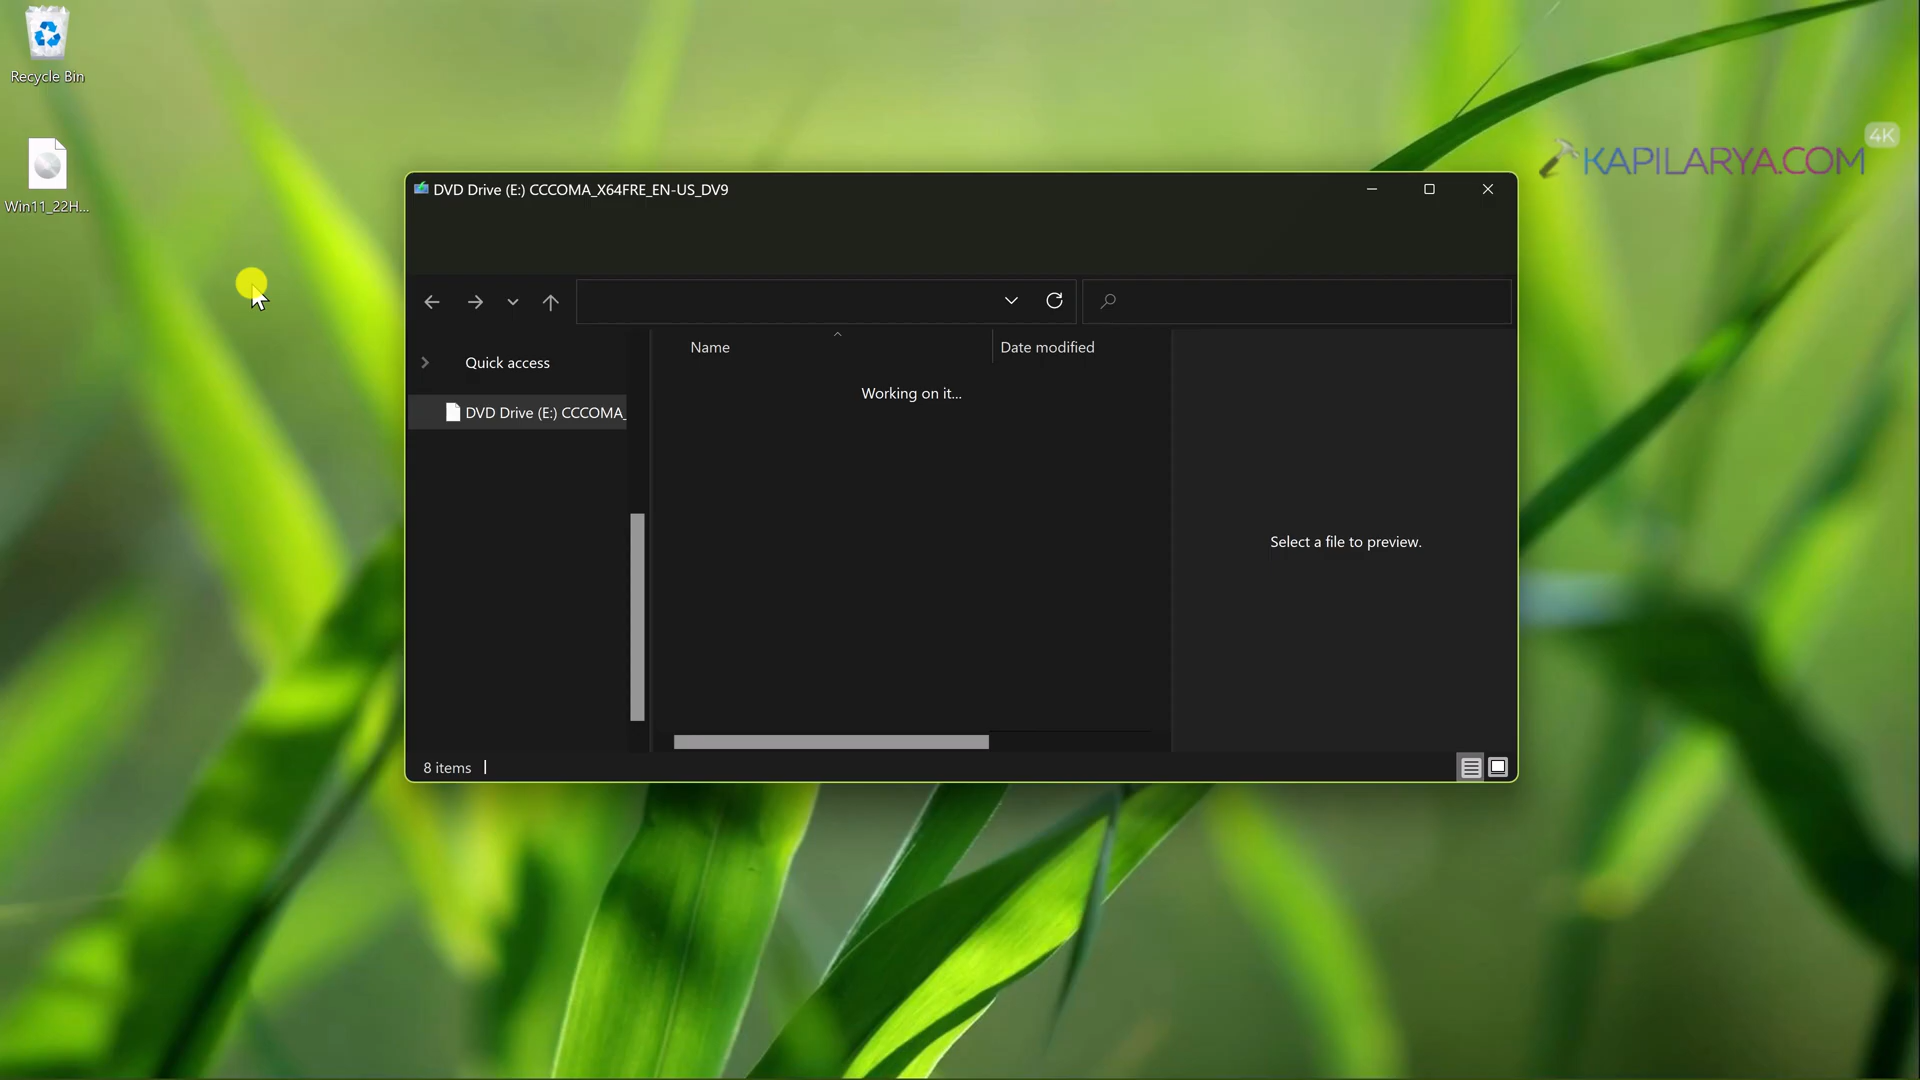 Recycle Bin
Win11_22H...
4K
KAPILARYA.COM
DVD Drive (E:) CCCOMA_X64FRE_EN-US_DV9
Name
Date modified
Quick access
Working on it...
DVD Drive (E:) CCCOMA_
Select a file to preview.
8 items